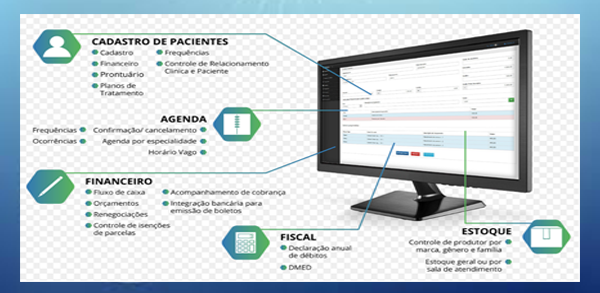 CADASTRO DE PACIENTES
Cadastro
Frequências
Financeiro
Controle de Relacionamento
Clinica e Paciente
Prontuário
Planos de
Tratamento
AGENDA
Frequências
Confirmação/ cancelamento
Ocorrências
Agenda por especialidade
Horário Vago
FINANCEIRO
Fluxo de caixa
Acompanhamento de cobrança
Orçamentos
Integração bancária para
emissão de boletos
Renegociações
Controle de isenções
de parcelas
FISCAL
Declaração anual
de débitos
DMED
ESTOQUE
Controle de produtor por
marca, gênero e família
Estoque geral ou por
sala de atendimento